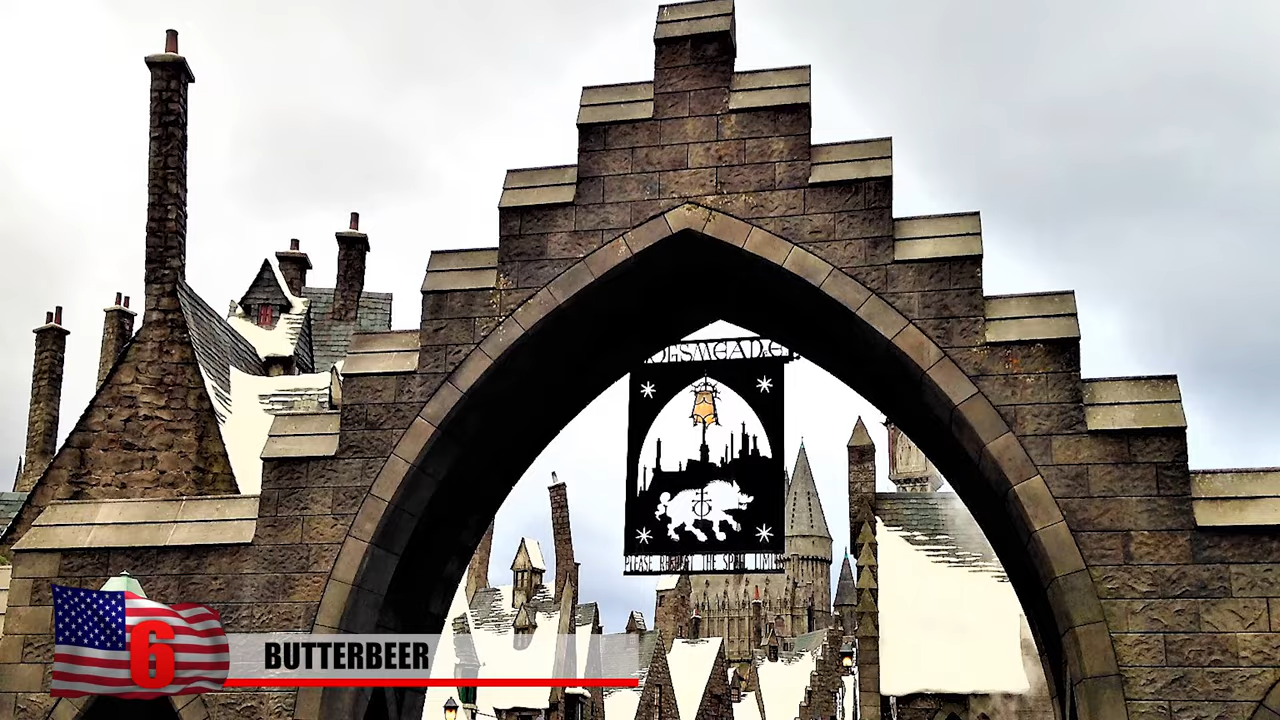 HOGSMEADE
PLEASE RESPECT THE SPELL LIMITS
6
BUTTERBEER